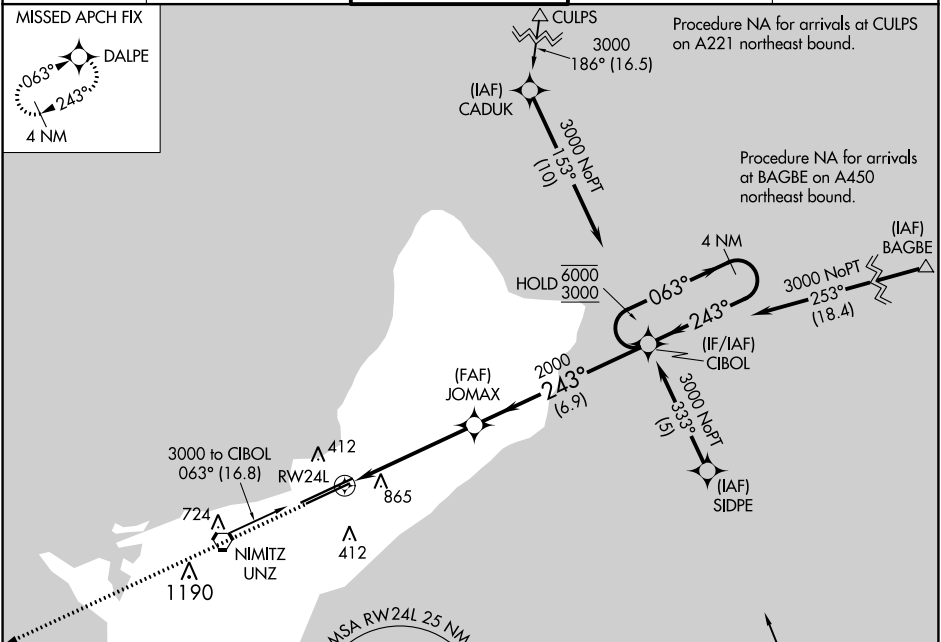 MISSED APCH FIX
DALPE
063°
243°
4 NM
CULPS
3000
186° (16.5)
Procedure NA for arrivals at CULPS
on A221 northeast bound.
(IAF)
CADUK
3000 NoPT
153°
(10)
Procedure NA for arrivals
at BAGBE on A450
northeast bound.
(IAF)
BAGBE
4 NM
HOLD 6000
3000
063°
243°
3000 NoPT
253°
(18.4)
(IF/IAF)
CIBOL
2000
243°
(6.9)
(FAF)
JOMAX
3000 NoPT
333°
(5)
(IAF)
SIDPE
3000 to CIBOL
063° (16.8)
412
RW24L
865
724
NIMITZ
UNZ
412
1190
MSA RW24L 25 NM